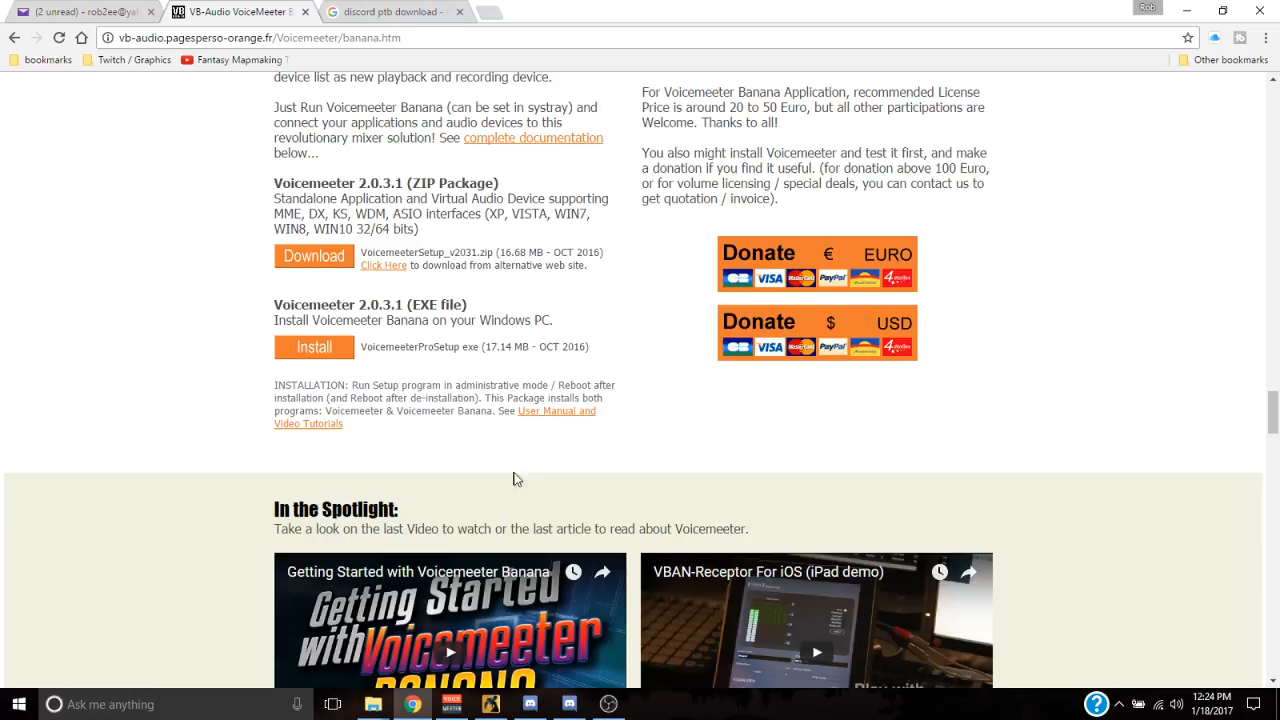 (2 unread) - rob2ee@ya
VB-Audio VoiceMeeter B
discord ptb download -
Rob
vb-audio.pagesperso-orange.fr/Voicemeeter/banana.htm
bookmarks
Twitch / Graphics
Fantasy Mapmaking
Other bookmarks
device list as new playback and recording device.
Just Run Voicemeeter Banana (can be set in systray) and
connect your applications and audio devices to this
revolutionary mixer solution! See complete documentation
below...
Voicemeeter 2.0.3.1 (ZIP Package)
Standalone Application and Virtual Audio Device supporting
MME, DX, KS, WDM, ASIO interfaces (XP, VISTA, WIN7,
WIN8, WIN10 32/64 bits)
Download
VoicemeeterSetup_v2031.zip (16.68 MB - OCT 2016)
Click Here to download from alternative web site.
Voicemeeter 2.0.3.1 (EXE file)
Install Voicemeeter Banana on your Windows PC.
Install
VoicemeeterProSetup exe (17.14 MB - OCT 2016)
INSTALLATION: Run Setup program in administrative mode / Reboot after
installation (and Reboot after de-installation). This Package installs both
programs: Voicemeeter & Voicemeeter Banana. See User Manual and
Video Tutorials
For Voicemeeter Banana Application, recommended License
Price is around 20 to 50 Euro, but all other participations are
Welcome. Thanks to all!
You also might install Voicemeeter and test it first, and make
a donation if you find it useful. (for donation above 100 Euro,
or for volume licensing / special deals, you can contact us to
get quotation / invoice).
Donate € EURO
CB VISA MasterCard PayPal
Donate $ USD
CB VISA MasterCard PayPal
In the Spotlight:
Take a look on the last Video to watch or the last article to read about Voicemeeter.
Getting Started with Voicemeeter Banana
Getting Started
with Voicemeeter
BANANA
VBAN-Receptor For iOS (iPad demo)
Play with
Ask me anything
VOICE
MEETER
12:24 PM
1/18/2017